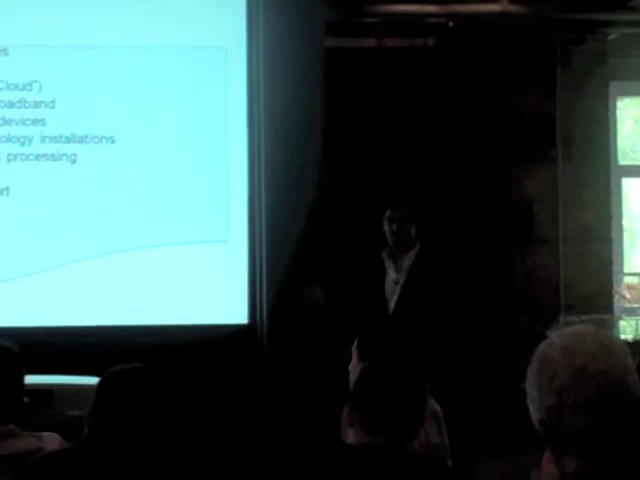 es
Cloud")
oadband
devices
ology installations
t processing
rt